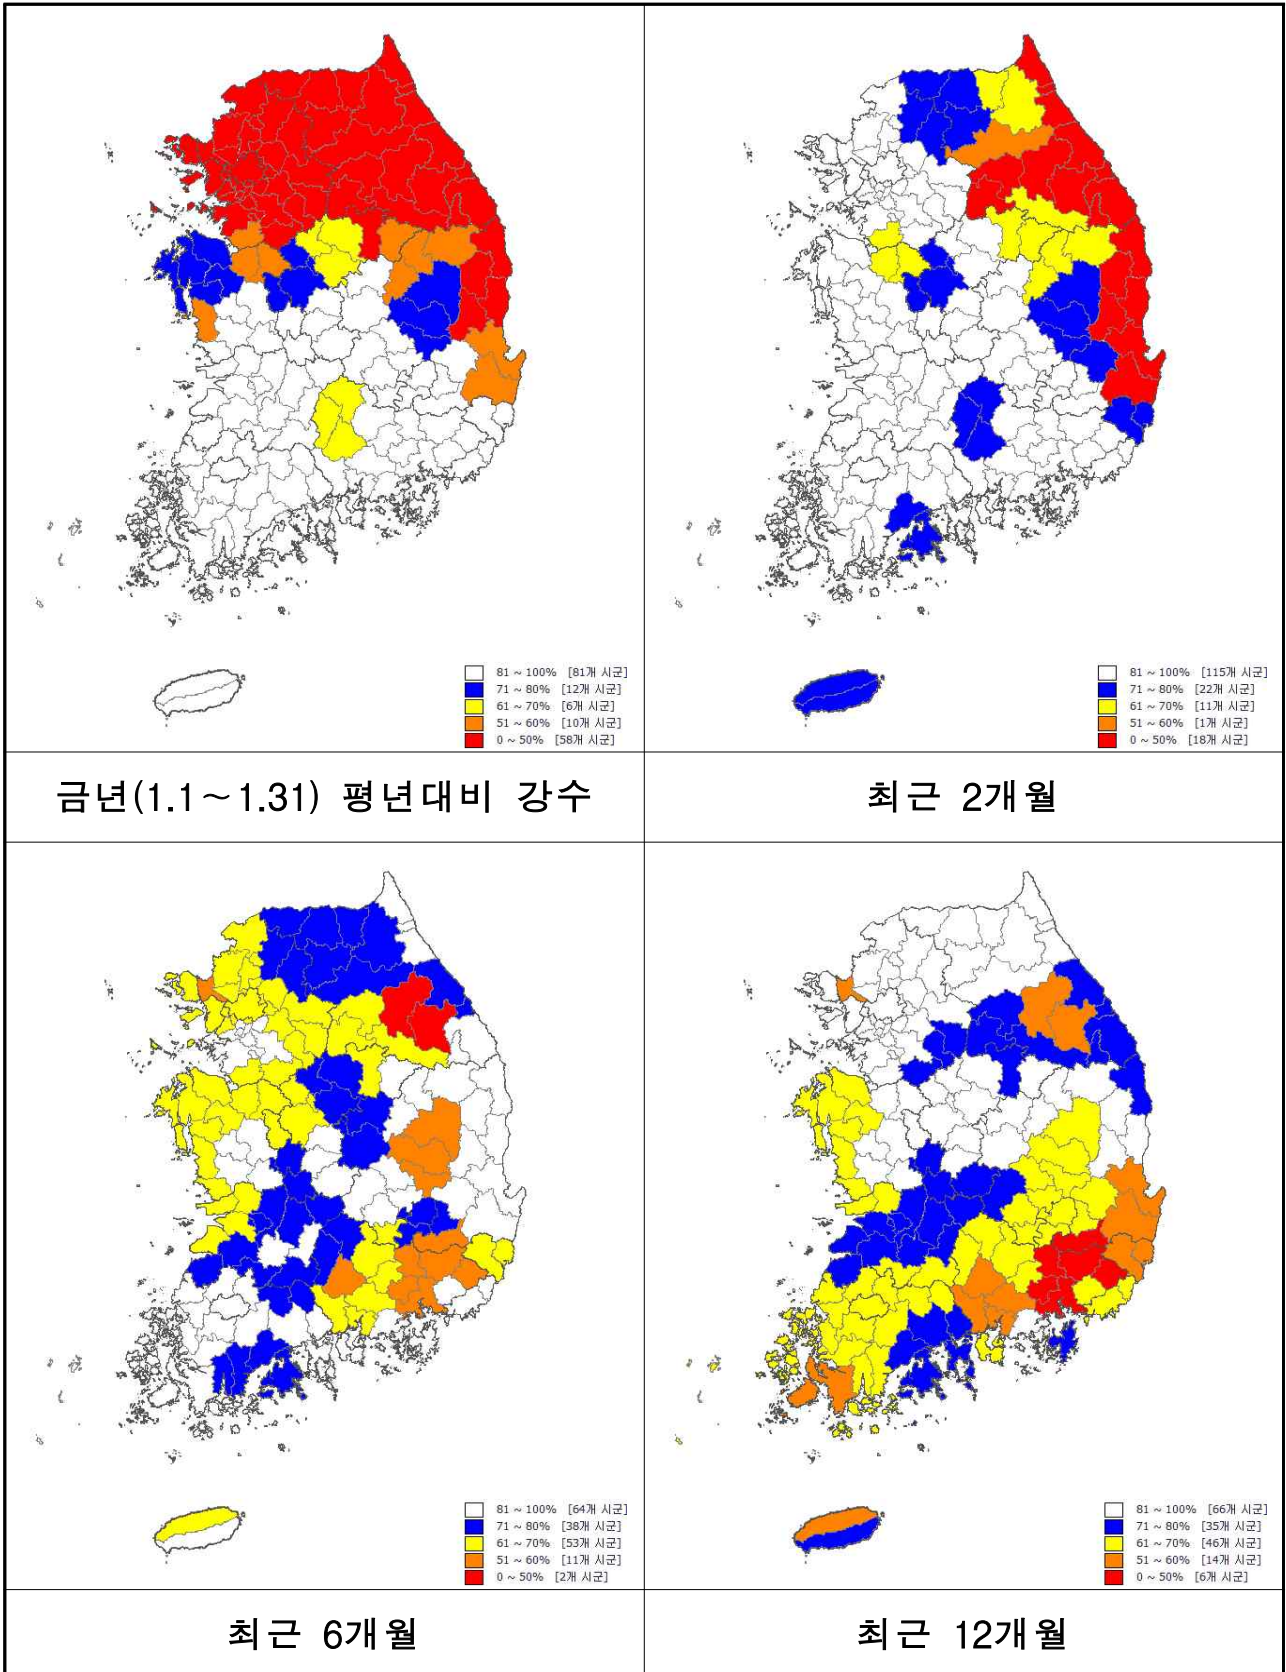 81 ~ 100% [81개 시군]
71 ~ 80% [12개 시군]
61 ~ 70% [6개 시군]
51 ~ 60% [10개 시군]
0 ~ 50% [58개 시군]
81 ~ 100% [115개 시군]
71 ~ 80% [22개 시군]
61 ~ 70% [11개 시군]
51 ~ 60% [1개 시군]
0 ~ 50% [18개 시군]
금년(1.1~1.31) 평년대비 강수
최근 2개월
81 ~ 100% [64개 시군]
71 ~ 80% [38개 시군]
61 ~ 70% [53개 시군]
51 ~ 60% [11개 시군]
0 ~ 50% [2개 시군]
81 ~ 100% [66개 시군]
71 ~ 80% [35개 시군]
61 ~ 70% [46개 시군]
51 ~ 60% [14개 시군]
0 ~ 50% [6개 시군]
최근 6개월
최근 12개월